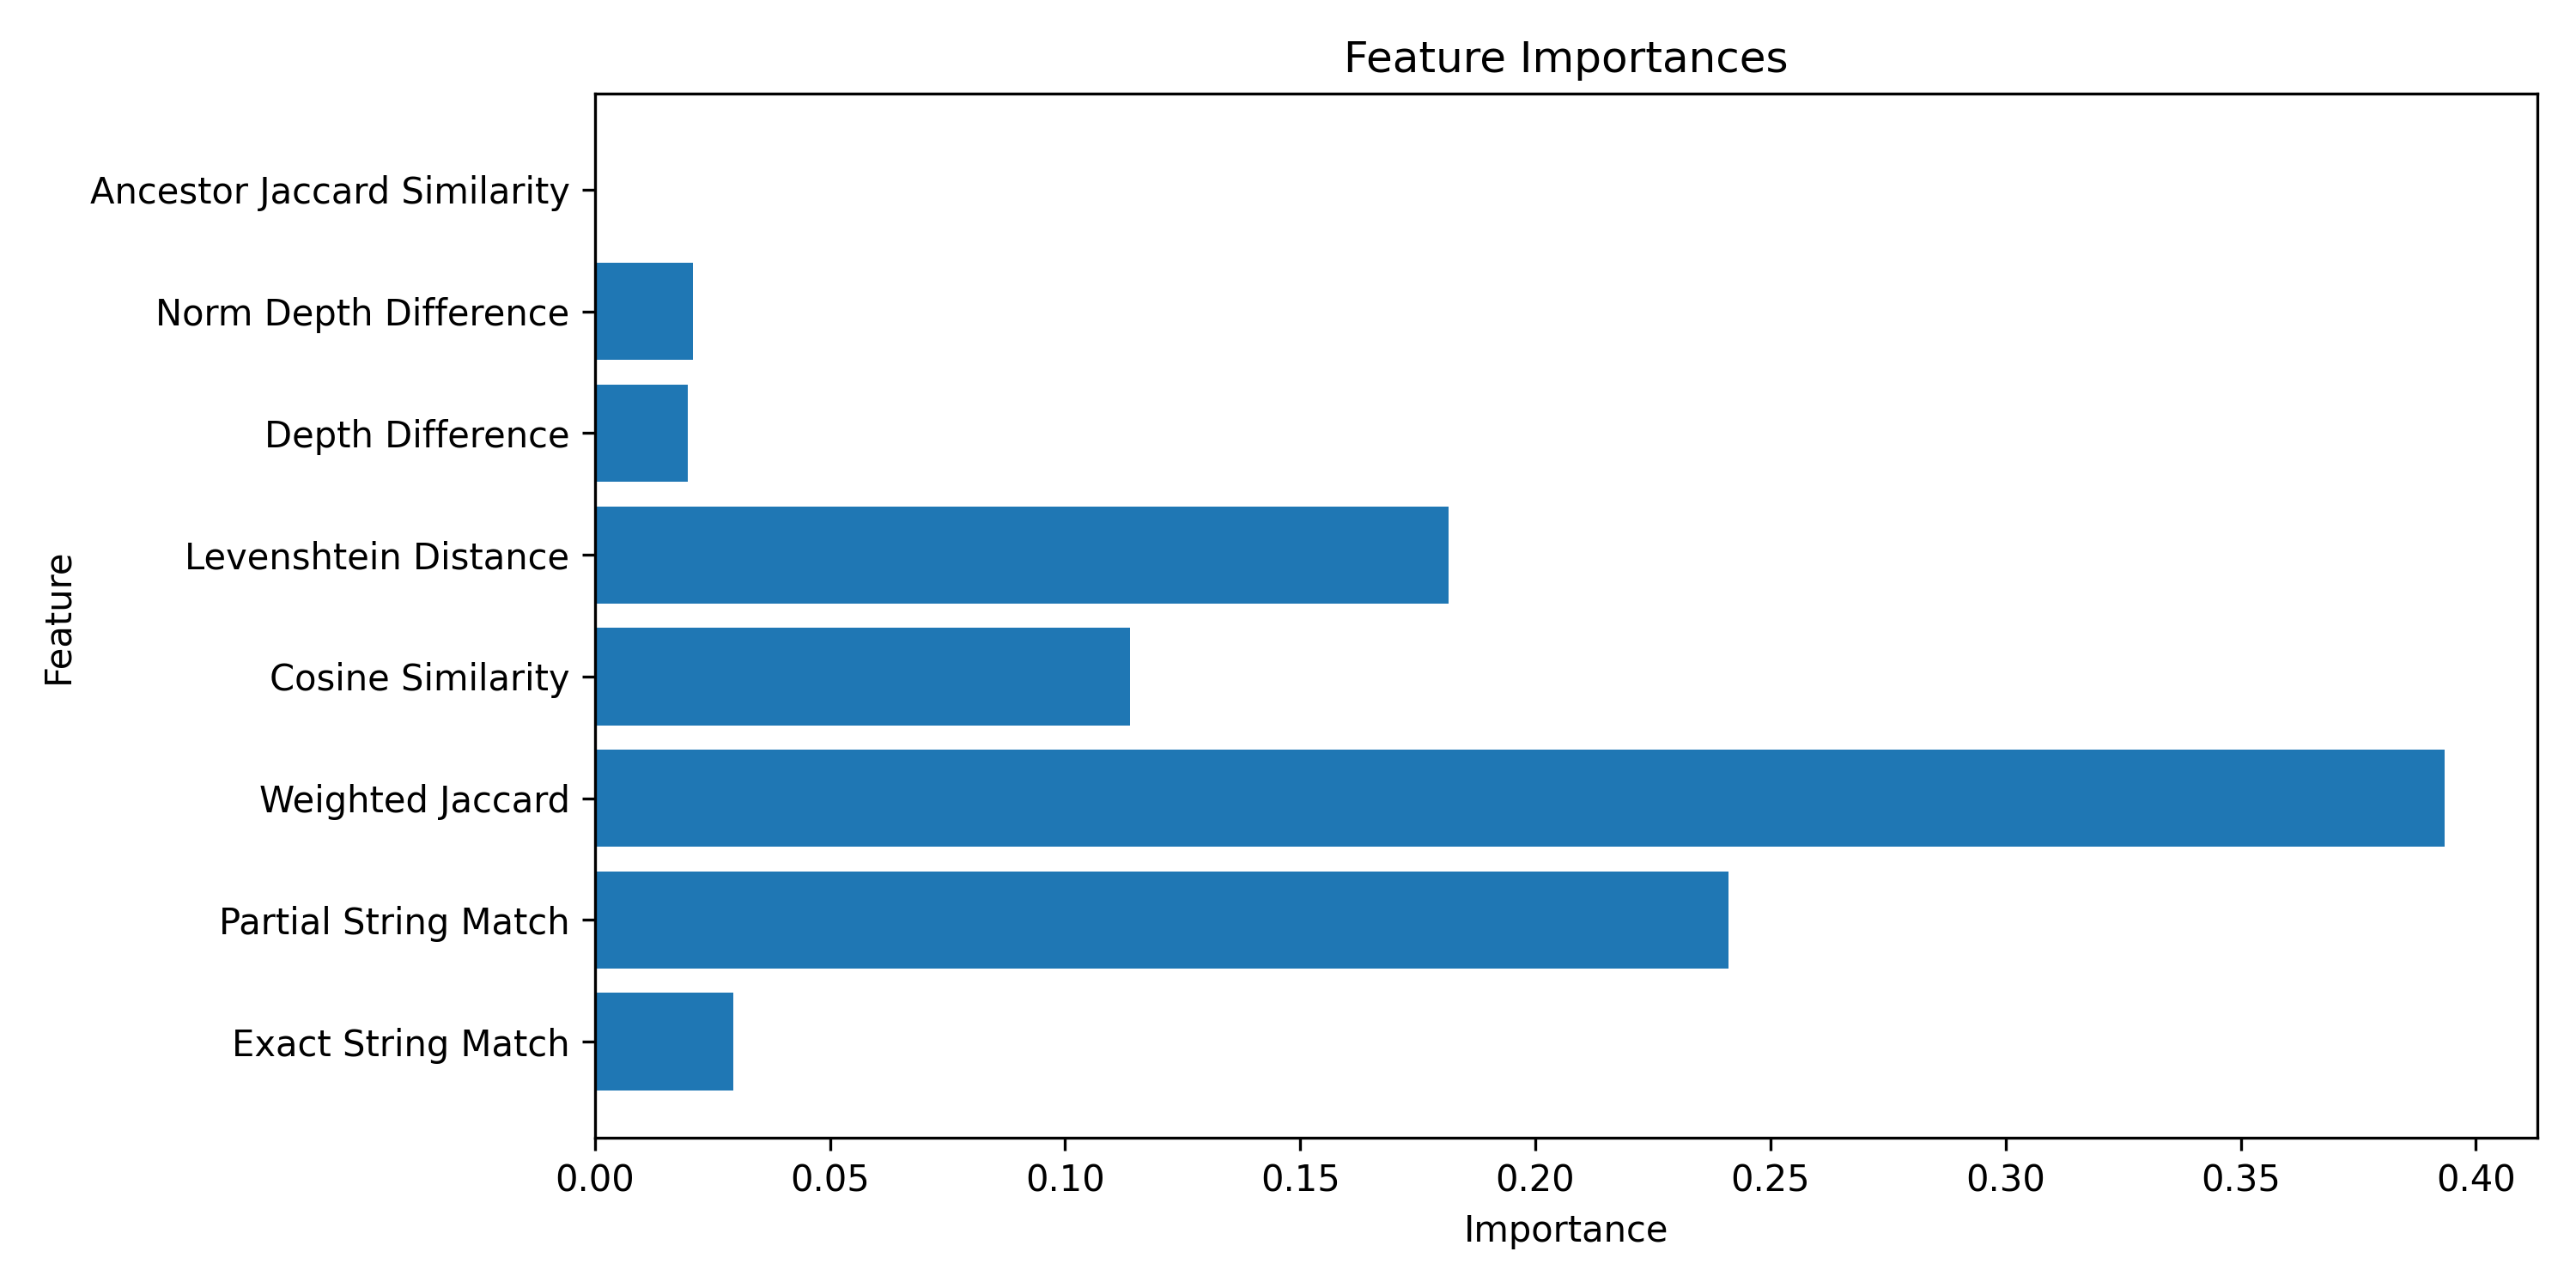 Feature Importances
Ancestor Jaccard Similarity
Norm Depth Difference
Depth Difference
Levenshtein Distance
Cosine Similarity
Weighted Jaccard
Partial String Match
Exact String Match
Feature
0.00 0.05 0.10 0.15 0.20 0.25 0.30 0.35 0.40
Importance